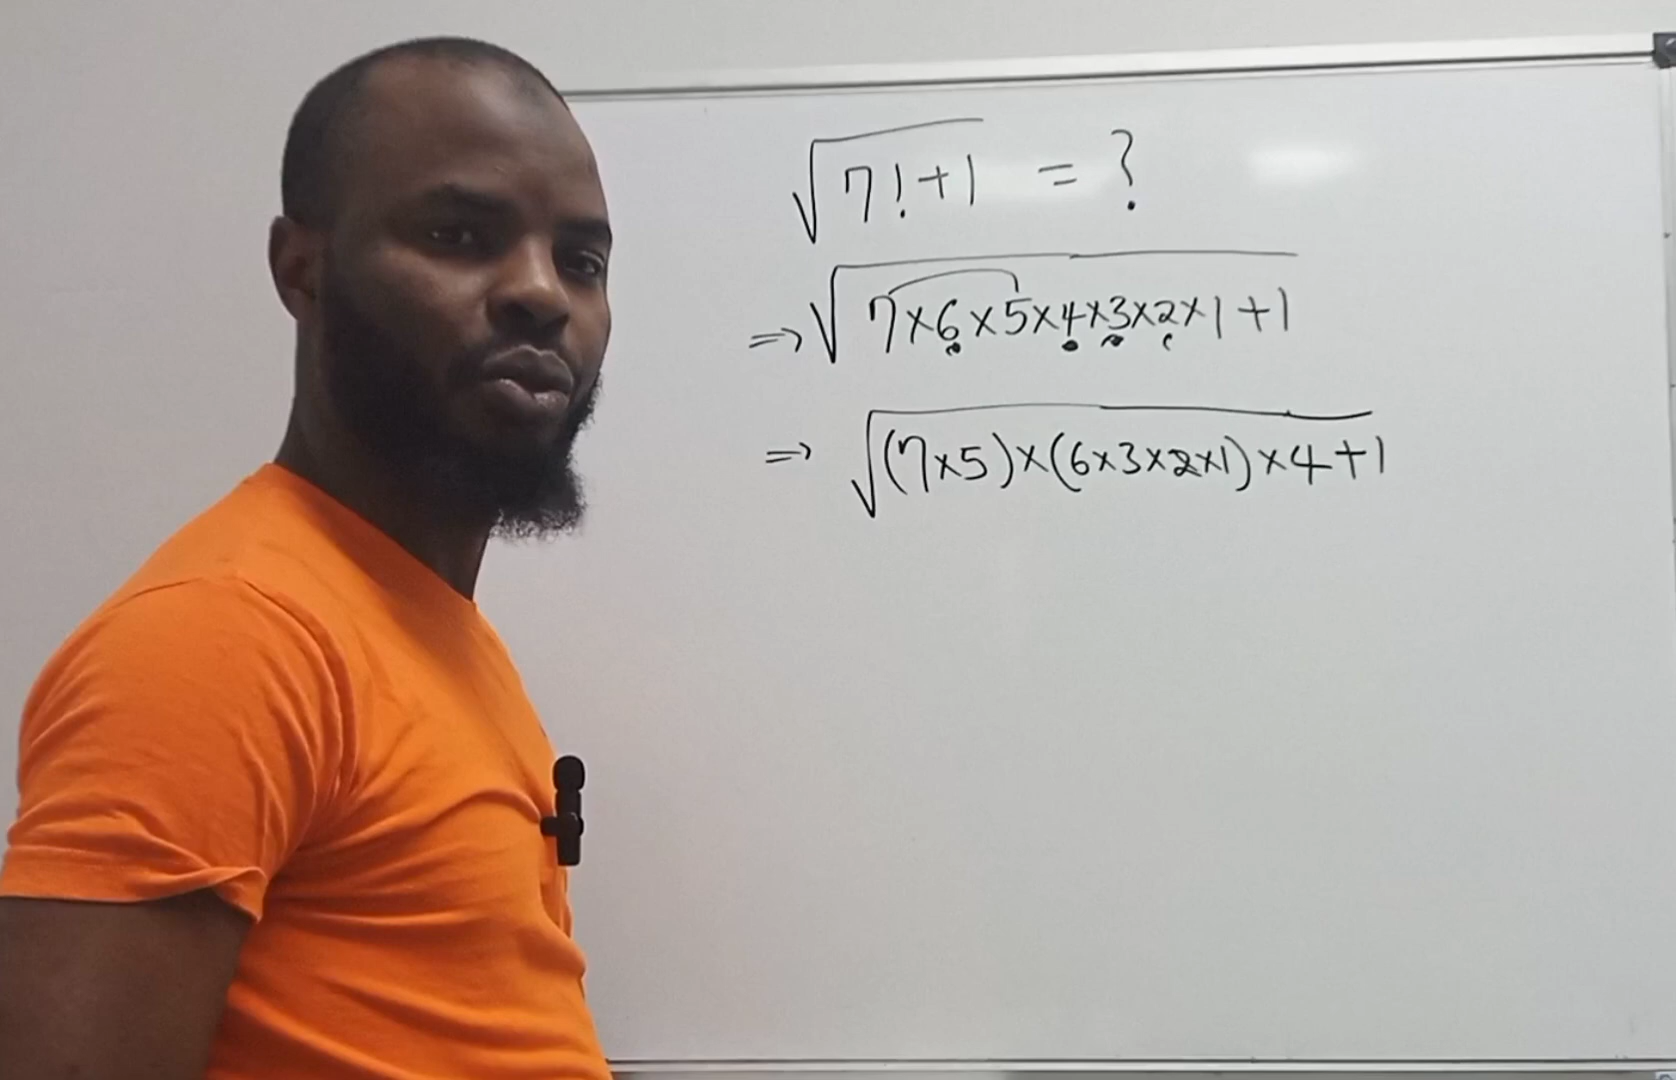 √7!+1 = ?
⇒ √7×6×5×4×3×2×1+1
⇒ √(7×5)×(6×3×2×1)×4+1